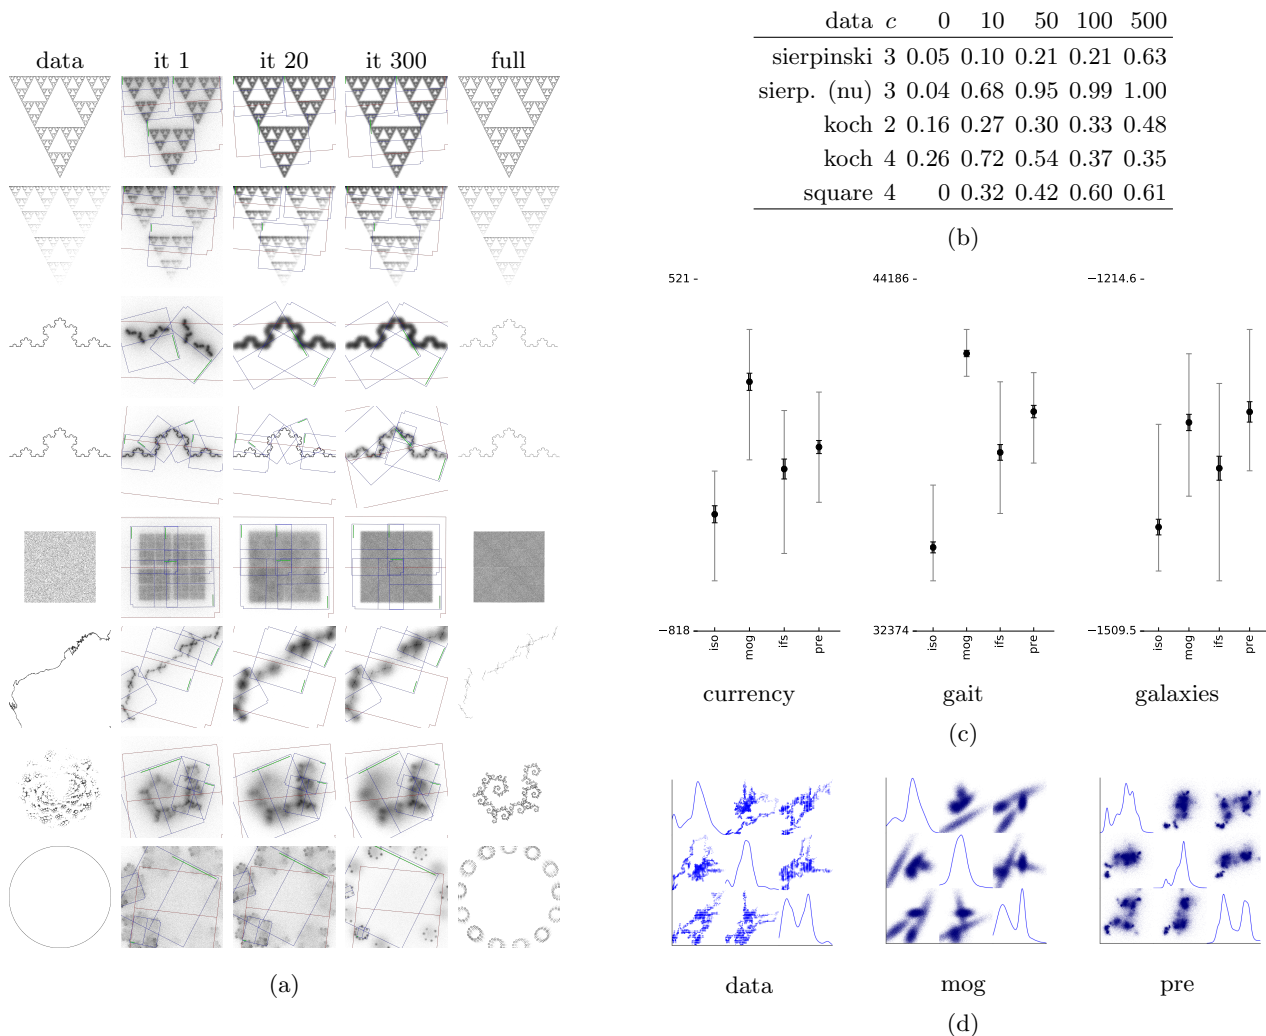 data it 1 it 20 it 300 full
(a)
data c 0 10 50 100 500
sierpinski 3 0.05 0.10 0.21 0.21 0.63
sierp. (nu) 3 0.04 0.68 0.95 0.99 1.00
koch 2 0.16 0.27 0.30 0.33 0.48
koch 4 0.26 0.72 0.54 0.37 0.35
square 4 0 0.32 0.42 0.60 0.61
(b)
521
−818
iso mog ifs pre
currency
44186
32374
iso mog ifs pre
gait
−1214.6
−1509.5
iso mog ifs pre
galaxies
(c)
data mog pre
(d)